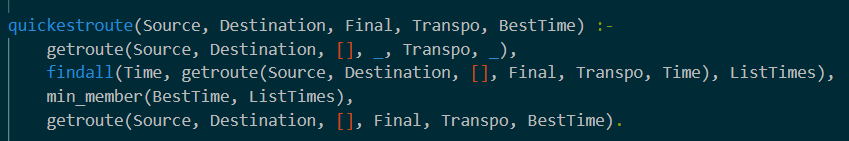 quickestroute(Source, Destination, Final, Transpo, BestTime) :-
    getroute(Source, Destination, [], _, Transpo, _),
    findall(Time, getroute(Source, Destination, [], Final, Transpo, Time), ListTimes),
    min_member(BestTime, ListTimes),
    getroute(Source, Destination, [], Final, Transpo, BestTime).